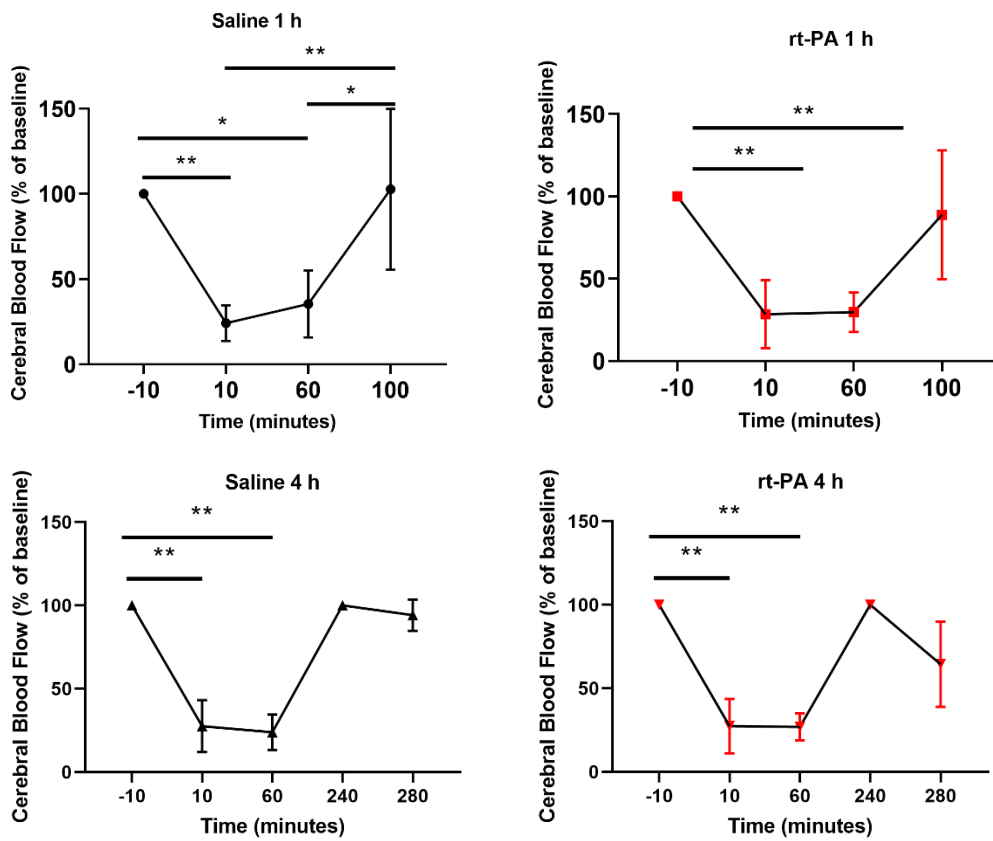 Saline 1 h
**
*
*
**
150
100
50
0
Cerebral Blood Flow (% of baseline)
-10 10 60 100
Time (minutes)
rt-PA 1 h
**
**
150
100
50
0
Cerebral Blood Flow (% of baseline)
-10 10 60 100
Time (minutes)
Saline 4 h
**
**
150
100
50
0
Cerebral Blood Flow (% of baseline)
-10 10 60 240 280
Time (minutes)
rt-PA 4 h
**
**
150
100
50
0
Cerebral Blood Flow (% of baseline)
-10 10 60 240 280
Time (minutes)